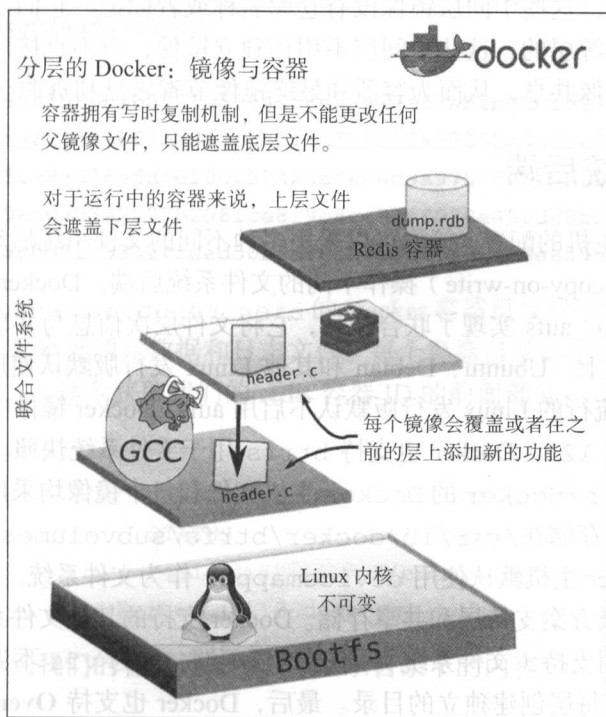 docker
分层的 Docker：镜像与容器
容器拥有写时复制机制，但是不能更改任何
父镜像文件，只能遮盖底层文件。
对于运行中的容器来说，上层文件
会遮盖下层文件
dump.rdb
Redis 容器
联合文件系统
header.c
GCC
每个镜像会覆盖或者在之
前的层上添加新的功能
header.c
Linux 内核
不可变
Bootfs